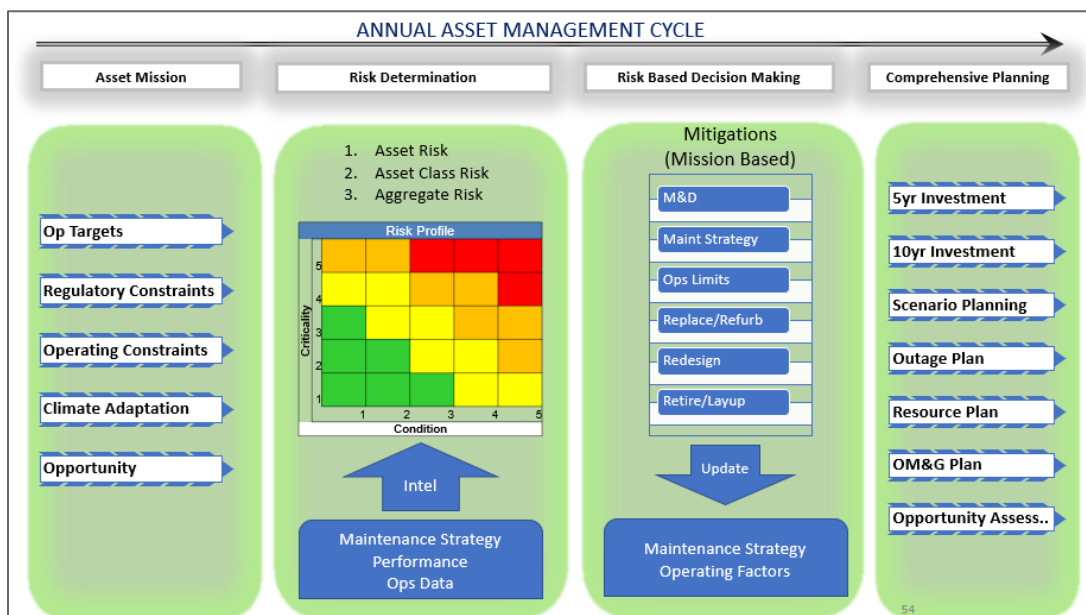 ANNUAL ASSET MANAGEMENT CYCLE
Asset Mission
Risk Determination
Risk Based Decision Making
Comprehensive Planning
Op Targets
Regulatory Constraints
Operating Constraints
Climate Adaptation
Opportunity
1. Asset Risk
2. Asset Class Risk
3. Aggregate Risk
Risk Profile
Criticality
5
4
3
2
1
1 2 3 4 5
Condition
Intel
Maintenance Strategy
Performance
Ops Data
Mitigations
(Mission Based)
M&D
Maint Strategy
Ops Limits
Replace/Refurb
Redesign
Retire/Layup
Update
Maintenance Strategy
Operating Factors
5yr Investment
10yr Investment
Scenario Planning
Outage Plan
Resource Plan
OM&G Plan
Opportunity Assess..
54